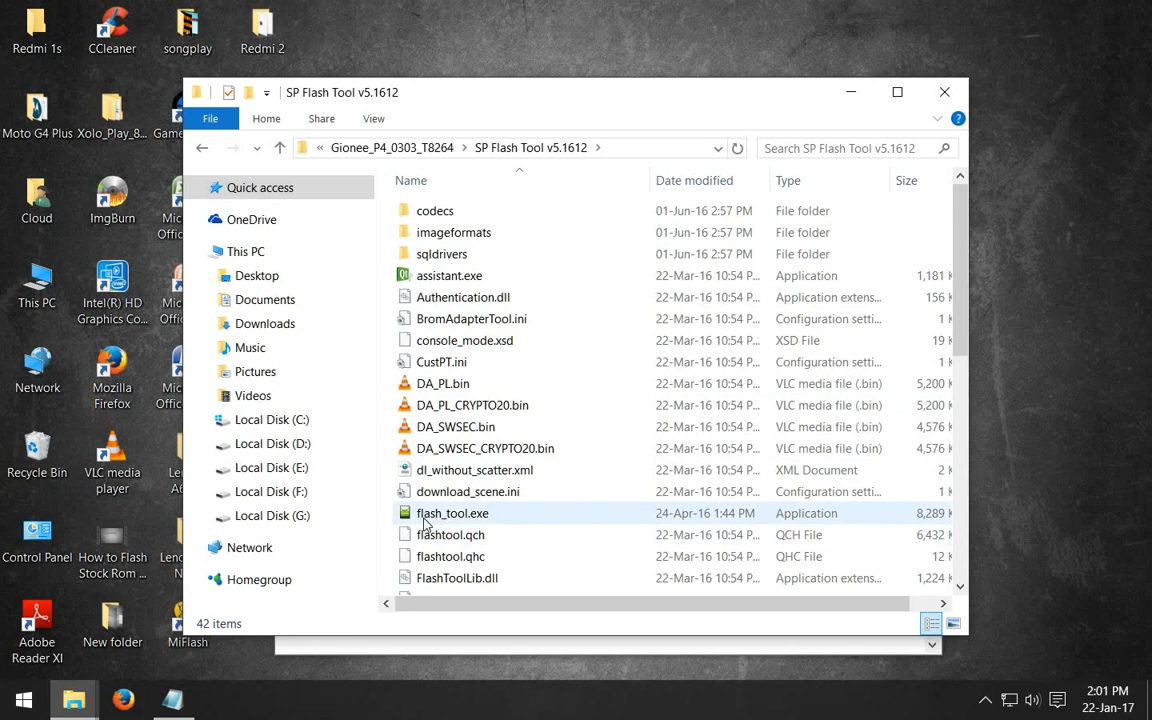 Redmi 1s
CCleaner
songplay
Redmi 2
SP Flash Tool v5.1612
File
Home
Share
View
Moto G4 Plus
Xolo_Play_8...
Game
« Gionee_P4_0303_T8264 > SP Flash Tool v5.1612 >
Search SP Flash Tool v5.1612
Name
Date modified
Type
Size
Quick access
OneDrive
This PC
Desktop
Documents
Downloads
Music
Pictures
Videos
Local Disk (C:)
Local Disk (D:)
Local Disk (E:)
Local Disk (F:)
Local Disk (G:)
Network
Homegroup
codecs 01-Jun-16 2:57 PM File folder
imageformats 01-Jun-16 2:57 PM File folder
sqldrivers 01-Jun-16 2:57 PM File folder
assistant.exe 22-Mar-16 10:54 P... Application 1,181 K
Authentication.dll 22-Mar-16 10:54 P... Application extens... 156 K
BromAdapterTool.ini 22-Mar-16 10:54 P... Configuration setti... 1 K
console_mode.xsd 22-Mar-16 10:54 P... XSD File 19 K
CustPT.ini 22-Mar-16 10:54 P... Configuration setti... 1 K
DA_PL.bin 22-Mar-16 10:54 P... VLC media file (.bin) 5,200 K
DA_PL_CRYPTO20.bin 22-Mar-16 10:54 P... VLC media file (.bin) 5,200 K
DA_SWSEC.bin 22-Mar-16 10:54 P... VLC media file (.bin) 4,576 K
DA_SWSEC_CRYPTO20.bin 22-Mar-16 10:54 P... VLC media file (.bin) 4,576 K
dl_without_scatter.xml 22-Mar-16 10:54 P... XML Document 2 K
download_scene.ini 22-Mar-16 10:54 P... Configuration setti... 1 K
flash_tool.exe 24-Apr-16 1:44 PM Application 8,289 K
flashtool.qch 22-Mar-16 10:54 P... QCH File 6,432 K
flashtool.qhc 22-Mar-16 10:54 P... QHC File 12 K
FlashToolLib.dll 22-Mar-16 10:54 P... Application extens... 1,224 K
42 items
Cloud
ImgBurn
Mic
Offic
This PC
Intel(R) HD
Graphics Co...
Mic
Offic
Network
Mozilla
Firefox
Mic
Offic
Recycle Bin
VLC media
player
Len
A6
Control Panel
How to Flash
Stock Rom ...
Leno
N
Adobe
Reader XI
New folder
MiFlash
2:01 PM
22-Jan-17